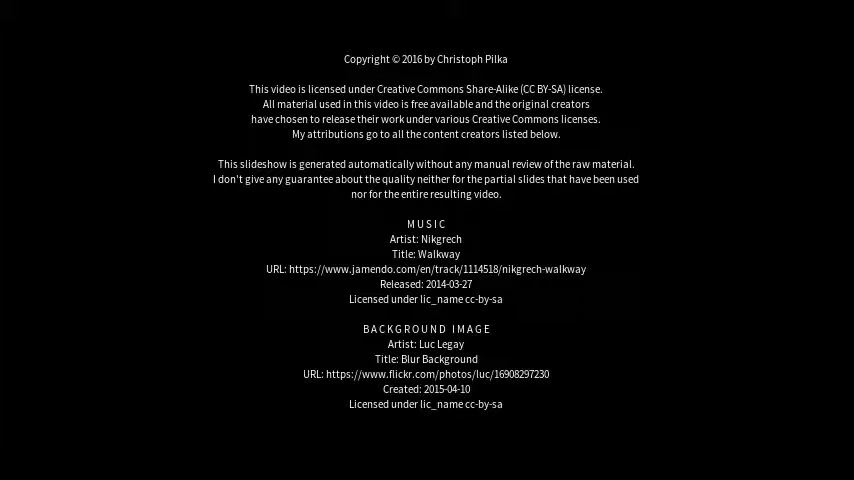 Copyright © 2016 by Christoph Pilka
This video is licensed under Creative Commons Share-Alike (CC BY-SA) license.
All material used in this video is free available and the original creators
have chosen to release their work under various Creative Commons licenses.
My attributions go to all the content creators listed below.
This slideshow is generated automatically without any manual review of the raw material.
I don't give any guarantee about the quality neither for the partial slides that have been used
nor for the entire resulting video.
MUSIC
Artist: Nikgrech
Title: Walkway
URL: https://www.jamendo.com/en/track/1114518/nikgrech-walkway
Released: 2014-03-27
Licensed under lic_name cc-by-sa
BACKGROUND IMAGE
Artist: Luc Legay
Title: Blur Background
URL: https://www.flickr.com/photos/luc/16908297230
Created: 2015-04-10
Licensed under lic_name cc-by-sa